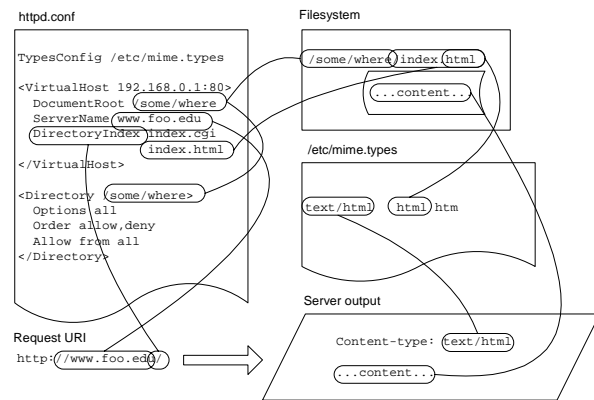 httpd.conf
TypesConfig /etc/mime.types
<VirtualHost 192.168.0.1:80>
DocumentRoot /some/where
ServerName www.foo.edu
DirectoryIndex index.cgi
index.html
</VirtualHost>
<Directory /some/where>
Options all
Order allow,deny
Allow from all
</Directory>
Request URI
http://www.foo.edu/
Filesystem
/some/where/index.html
...content...
/etc/mime.types
text/html html htm
Server output
Content-type: text/html
...content...